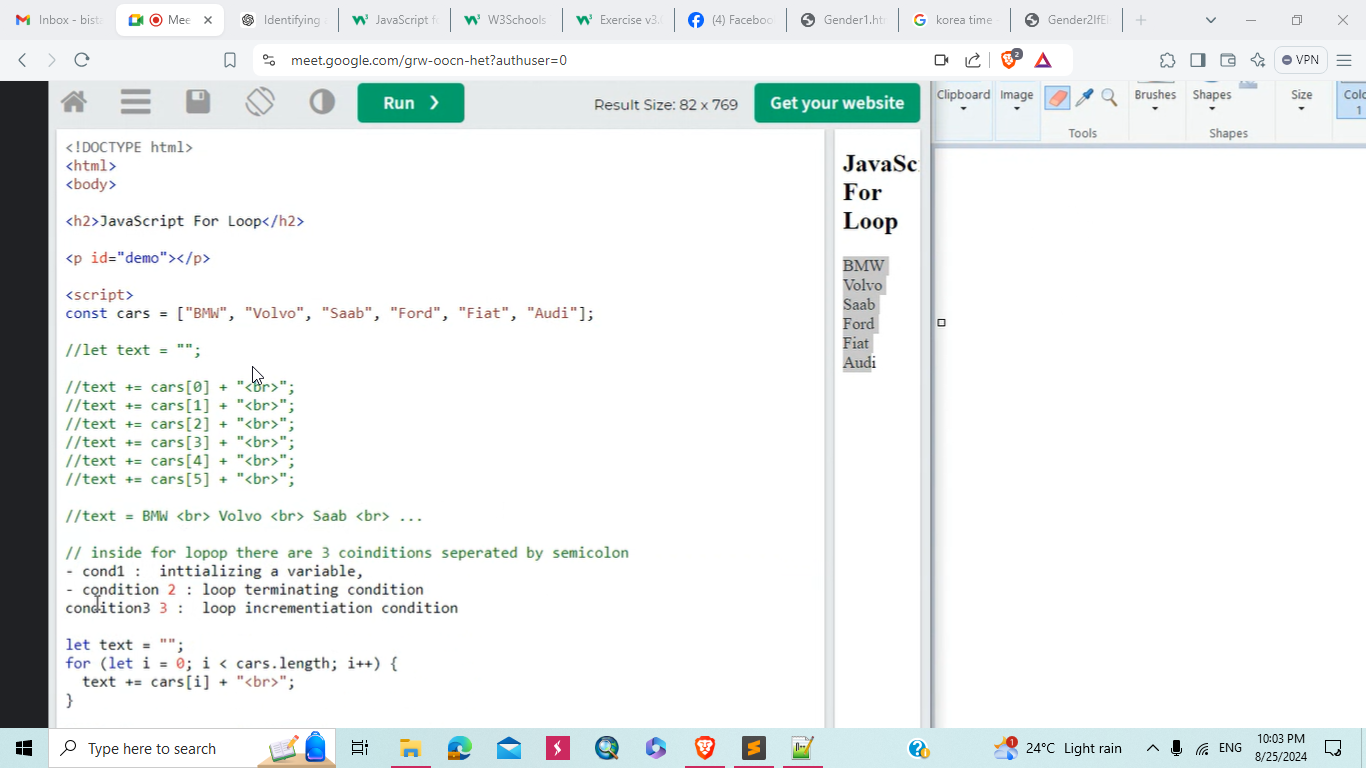 Inbox - bista
Mee
Identifying
JavaScript fo
W3Schools
Exercise v3.
(4) Faceboo
Gender1.htm
korea time
Gender2IfEl
meet.google.com/grw-oocn-het?authuser=0
2
VPN
Run ❯
Result Size: 82 x 769
Get your website
Clipboard
Image
Tools
Brushes
Shapes
Shapes
Size
Colo
1
<!DOCTYPE html>
<html>
<body>
<h2>JavaScript For Loop</h2>
<p id="demo"></p>
<script>
const cars = ["BMW", "Volvo", "Saab", "Ford", "Fiat", "Audi"];
//let text = "";
//text += cars[0] + "<br>";
//text += cars[1] + "<br>";
//text += cars[2] + "<br>";
//text += cars[3] + "<br>";
//text += cars[4] + "<br>";
//text += cars[5] + "<br>";
//text = BMW <br> Volvo <br> Saab <br> ...
// inside for lopop there are 3 coinditions seperated by semicolon
- cond1 :  inttializing a variable,
- condition 2 : loop terminating condition
condition3 3 :  loop incrementiation condition
let text = "";
for (let i = 0; i < cars.length; i++) {
  text += cars[i] + "<br>";
}
JavaSc
For
Loop
BMW
Volvo
Saab
Ford
Fiat
Audi
Type here to search
1
24°C Light rain
ENG
10:03 PM
8/25/2024